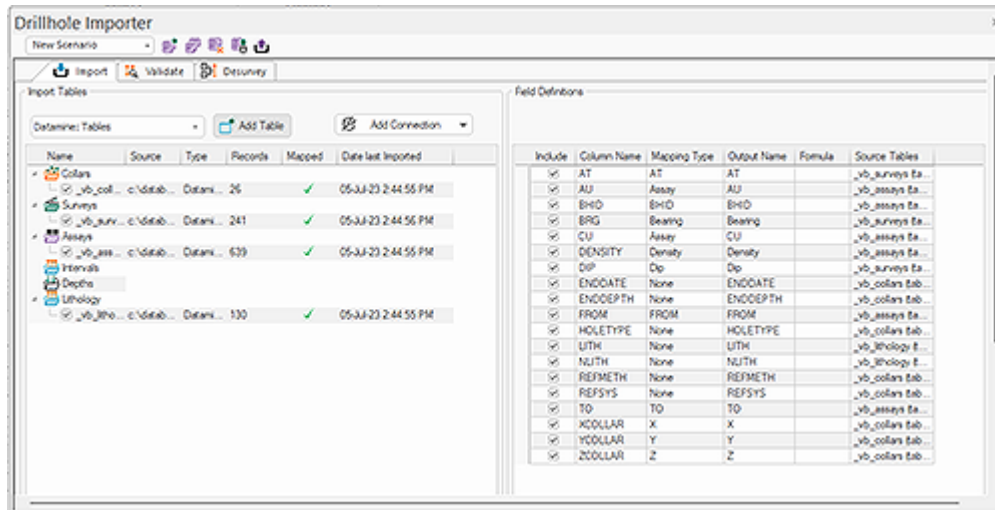 Drillhole Importer
New Scenario
Import Validate Desurvey
Import Tables
Datamine: Tables Add Table Add Connection
Name Source Type Records Mapped Date last Imported
Collars
_vb_coll... c:\datab... Datami... 26 05-Jul-23 2:44:55 PM
Surveys
_vb_surv... c:\datab... Datami... 241 05-Jul-23 2:44:56 PM
Assays
_vb_ass... c:\datab... Datami... 639 05-Jul-23 2:44:55 PM
Intervals
Depths
Lithology
_vb_litho... c:\datab... Datami... 130 05-Jul-23 2:44:55 PM
Field Definitions
Include Column Name Mapping Type Output Name Formula Source Tables
AT AT AT _vb_surveys (ta...
AU Assay AU _vb_assays (ta...
BHID BHID BHID _vb_assays (ta...
BRG Bearing Bearing _vb_surveys (ta...
CU Assay CU _vb_assays (ta...
DENSITY Density Density _vb_assays (ta...
DIP Dip Dip _vb_surveys (ta...
ENDDATE None ENDDATE _vb_collars (tab...
ENDDEPTH None ENDDEPTH _vb_collars (tab...
FROM FROM FROM _vb_assays (ta...
HOLETYPE None HOLETYPE _vb_collars (tab...
LITH None LITH _vb_lithology (t...
NLITH None NLITH _vb_lithology (t...
REFMETH None REFMETH _vb_collars (tab...
REFSYS None REFSYS _vb_collars (tab...
TO TO TO _vb_assays (ta...
XCOLLAR X X _vb_collars (tab...
YCOLLAR Y Y _vb_collars (tab...
ZCOLLAR Z Z _vb_collars (tab...